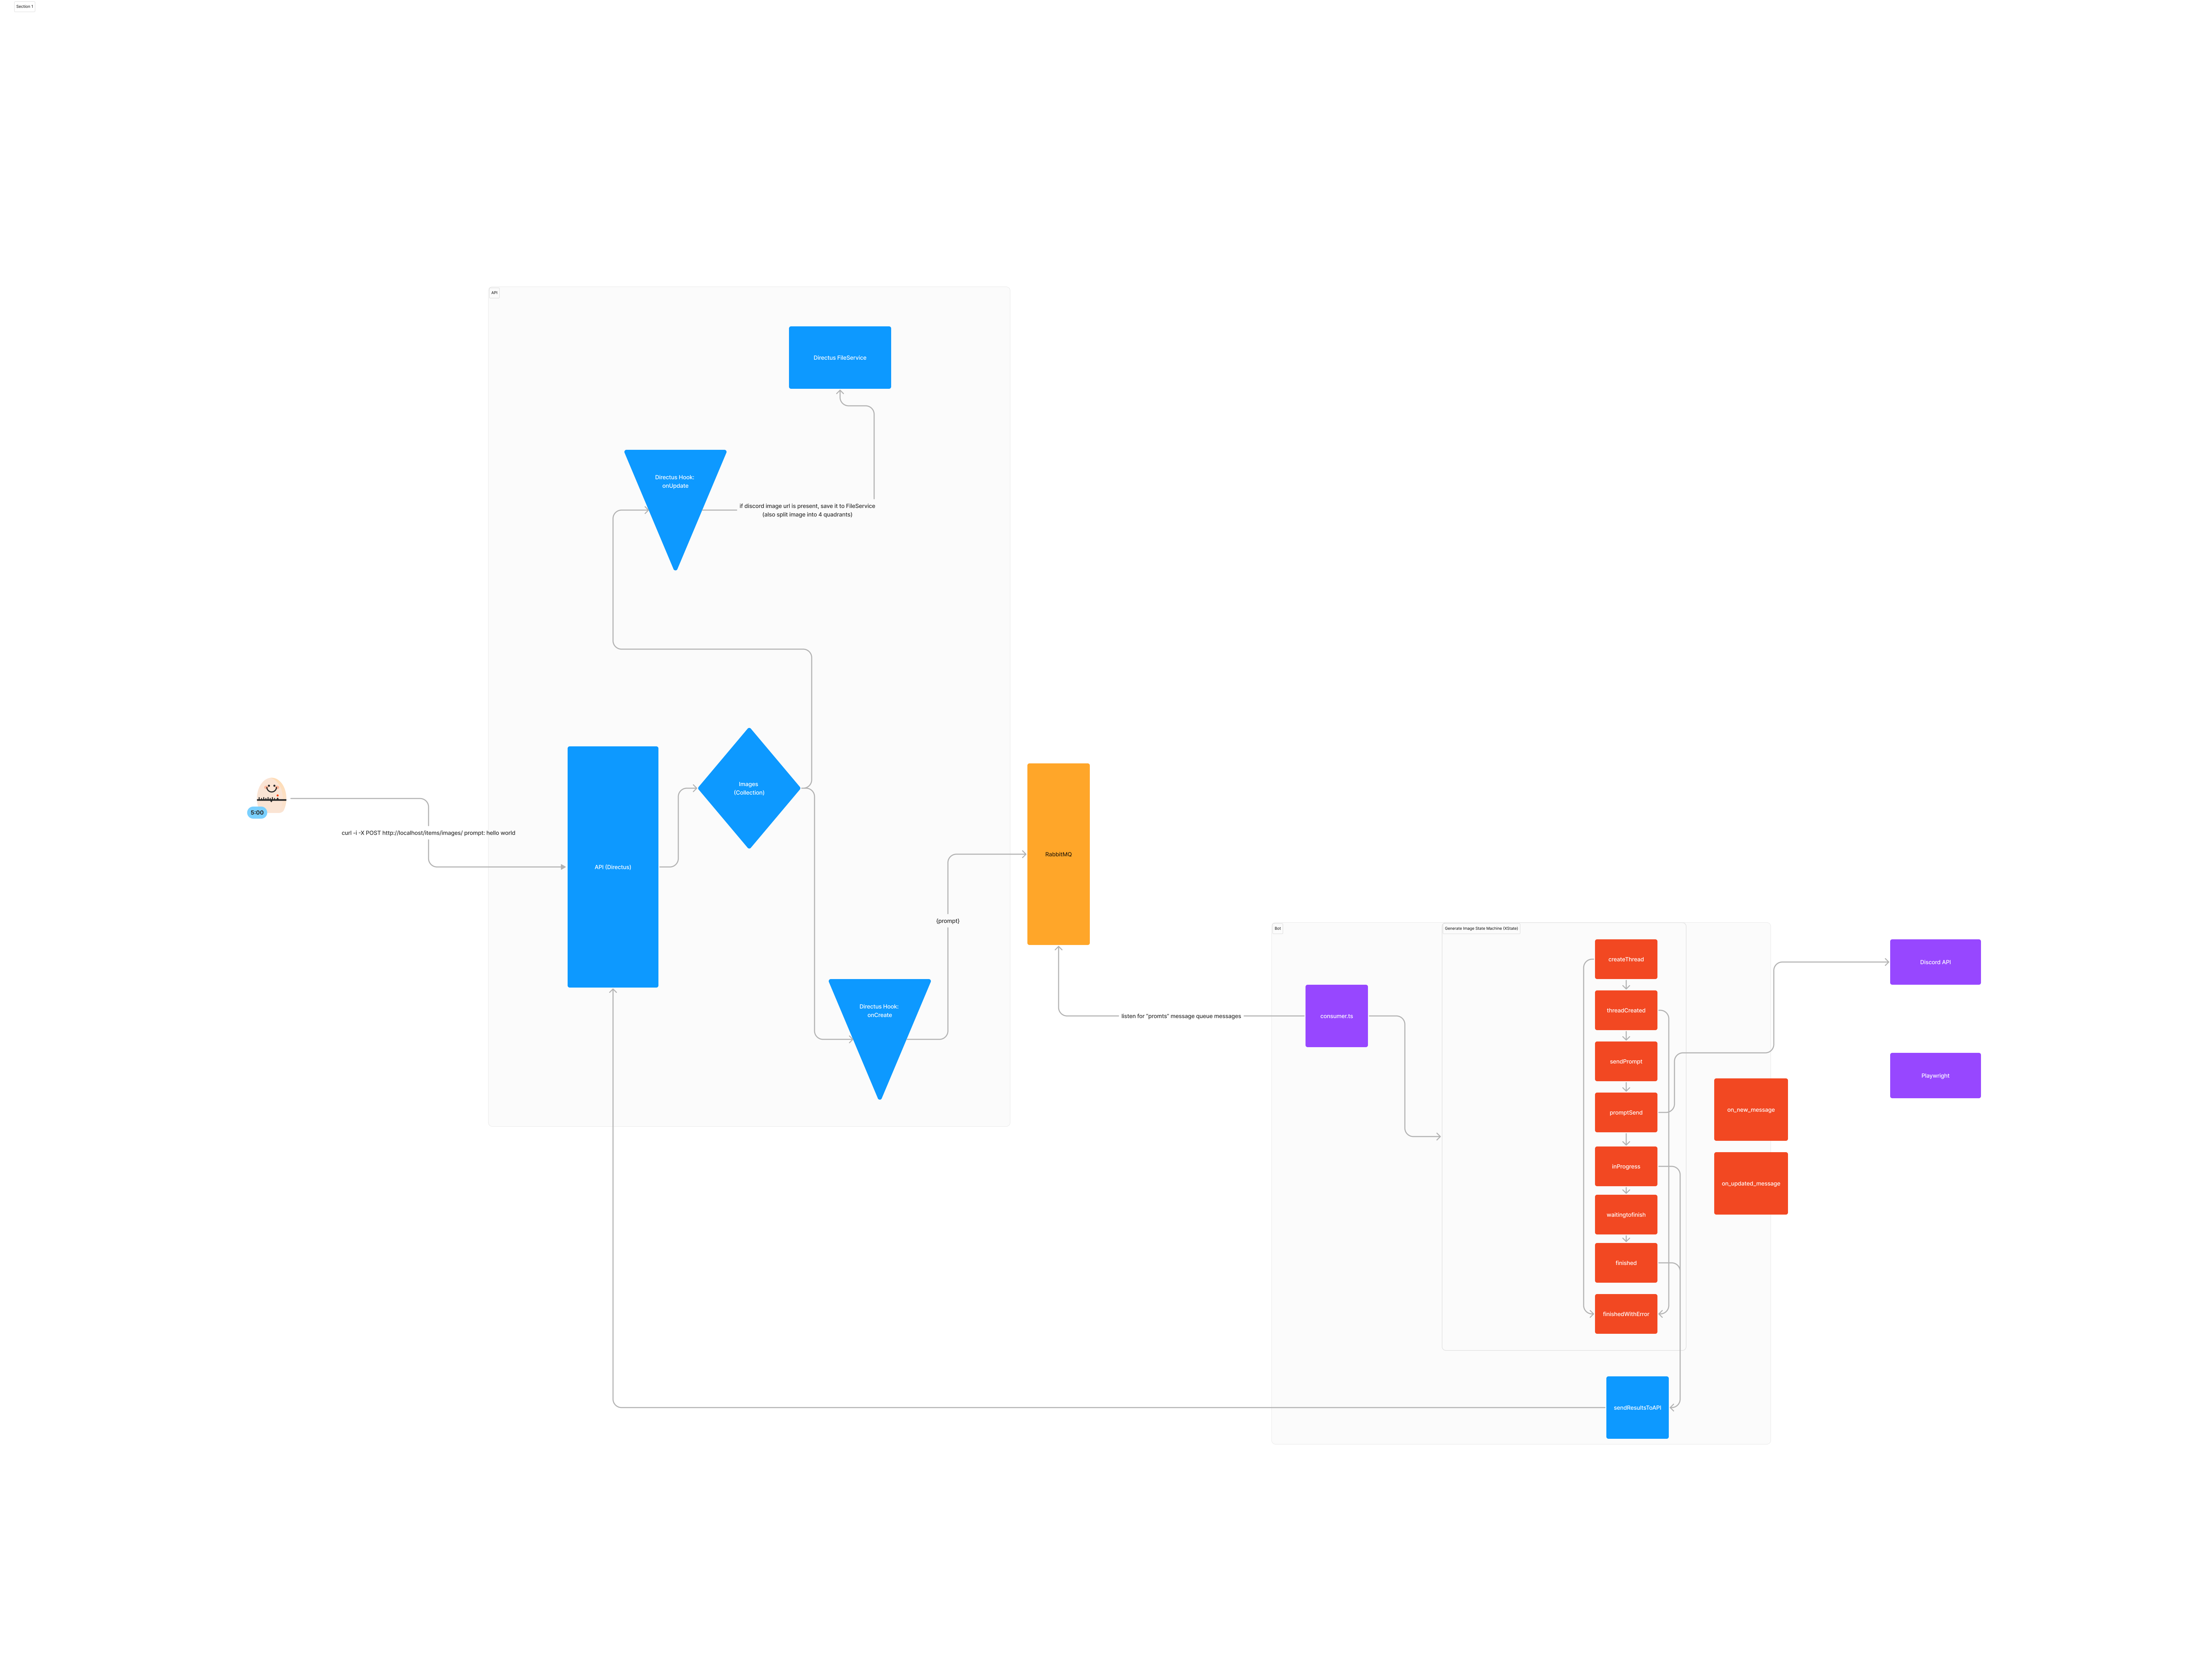 Section 1
API
Directus FileService
Directus Hook:
onUpdate
if discord image url is present, save it to FileService
(also split image into 4 quadrants)
Images
(Collection)
5:00
curl -i -X POST http://localhost/items/images/ prompt: hello world
API (Directus)
RabbitMQ
{prompt}
Directus Hook:
onCreate
Bot
Generate Image State Machine (XState)
createThread
Discord API
threadCreated
listen for "promts" message queue messages
consumer.ts
sendPrompt
Playwright
promptSend
on_new_message
inProgress
on_updated_message
waitingtofinish
finished
finishedWithError
sendResultsToAPI